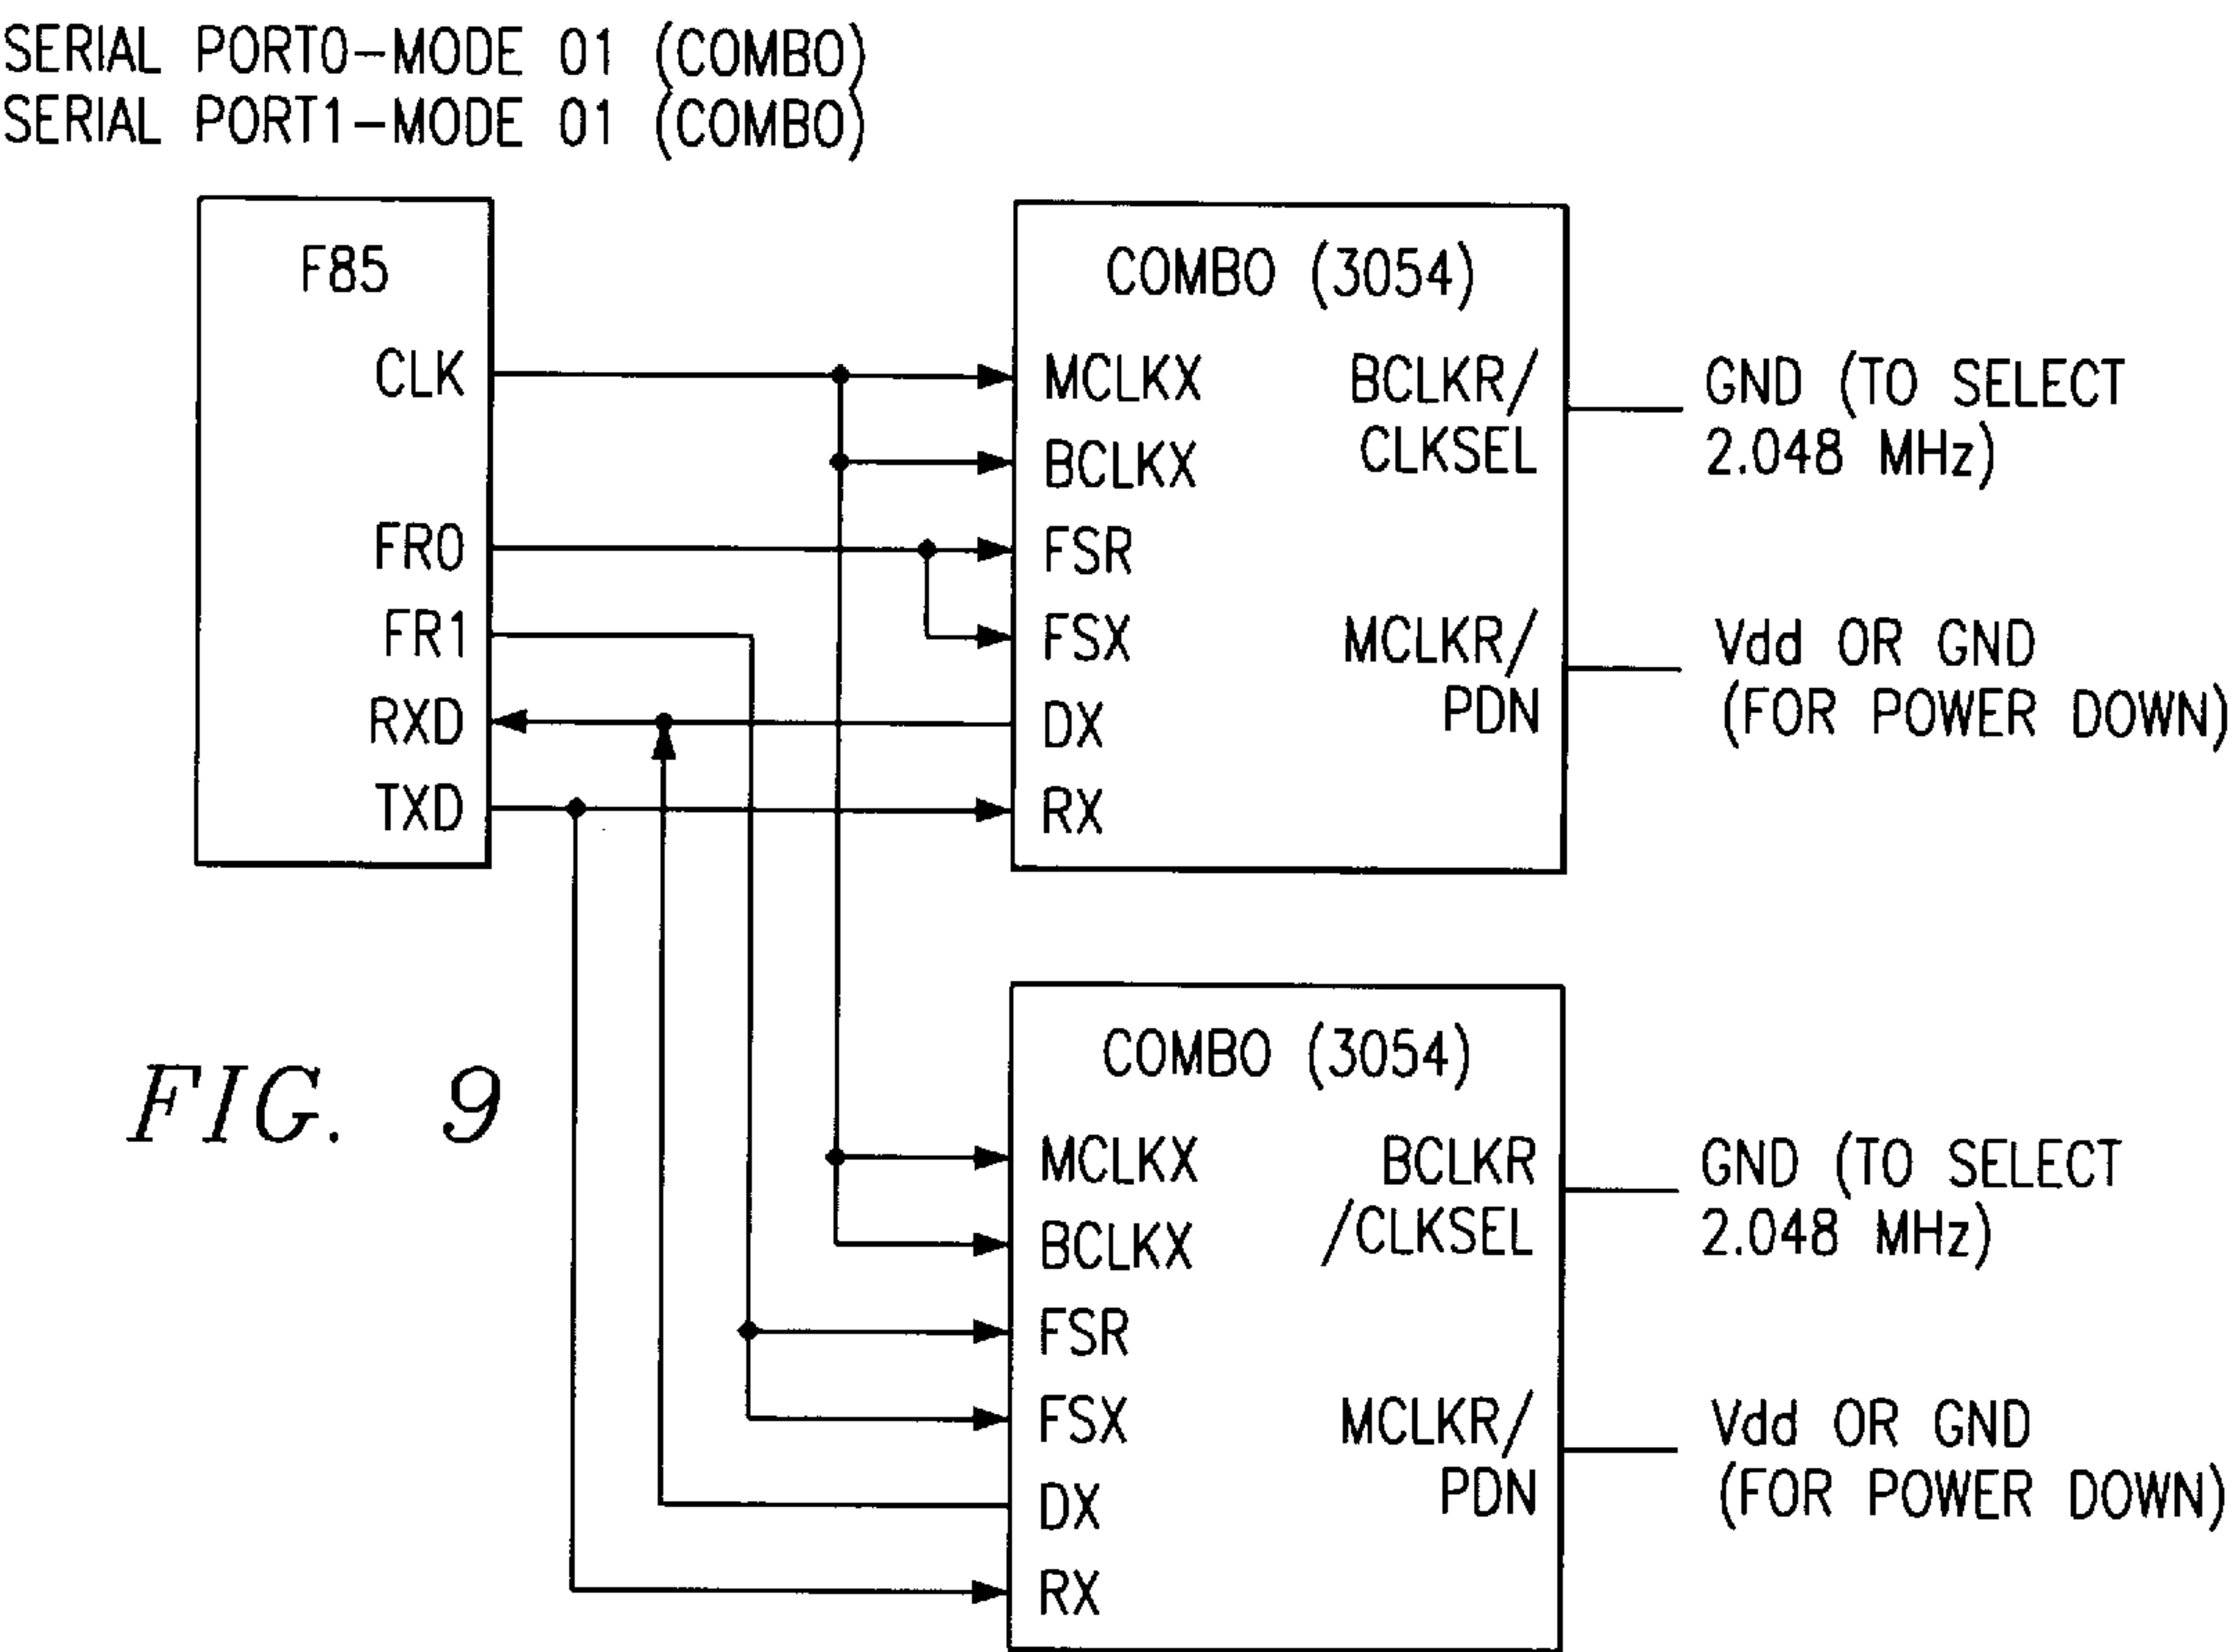 SERIAL PORT0-MODE 01 (COMBO)
SERIAL PORT1-MODE 01 (COMBO)
F85
CLK
FR0
FR1
RXD
TXD
COMBO (3054)
MCLKX
BCLKX
FSR
FSX
DX
RX
BCLKR/
CLKSEL
MCLKR/
PDN
GND (TO SELECT
2.048 MHz)
Vdd OR GND
(FOR POWER DOWN)
COMBO (3054)
MCLKX
BCLKX
FSR
FSX
DX
RX
BCLKR
/CLKSEL
MCLKR/
PDN
GND (TO SELECT
2.048 MHz)
Vdd OR GND
(FOR POWER DOWN)
FIG. 9